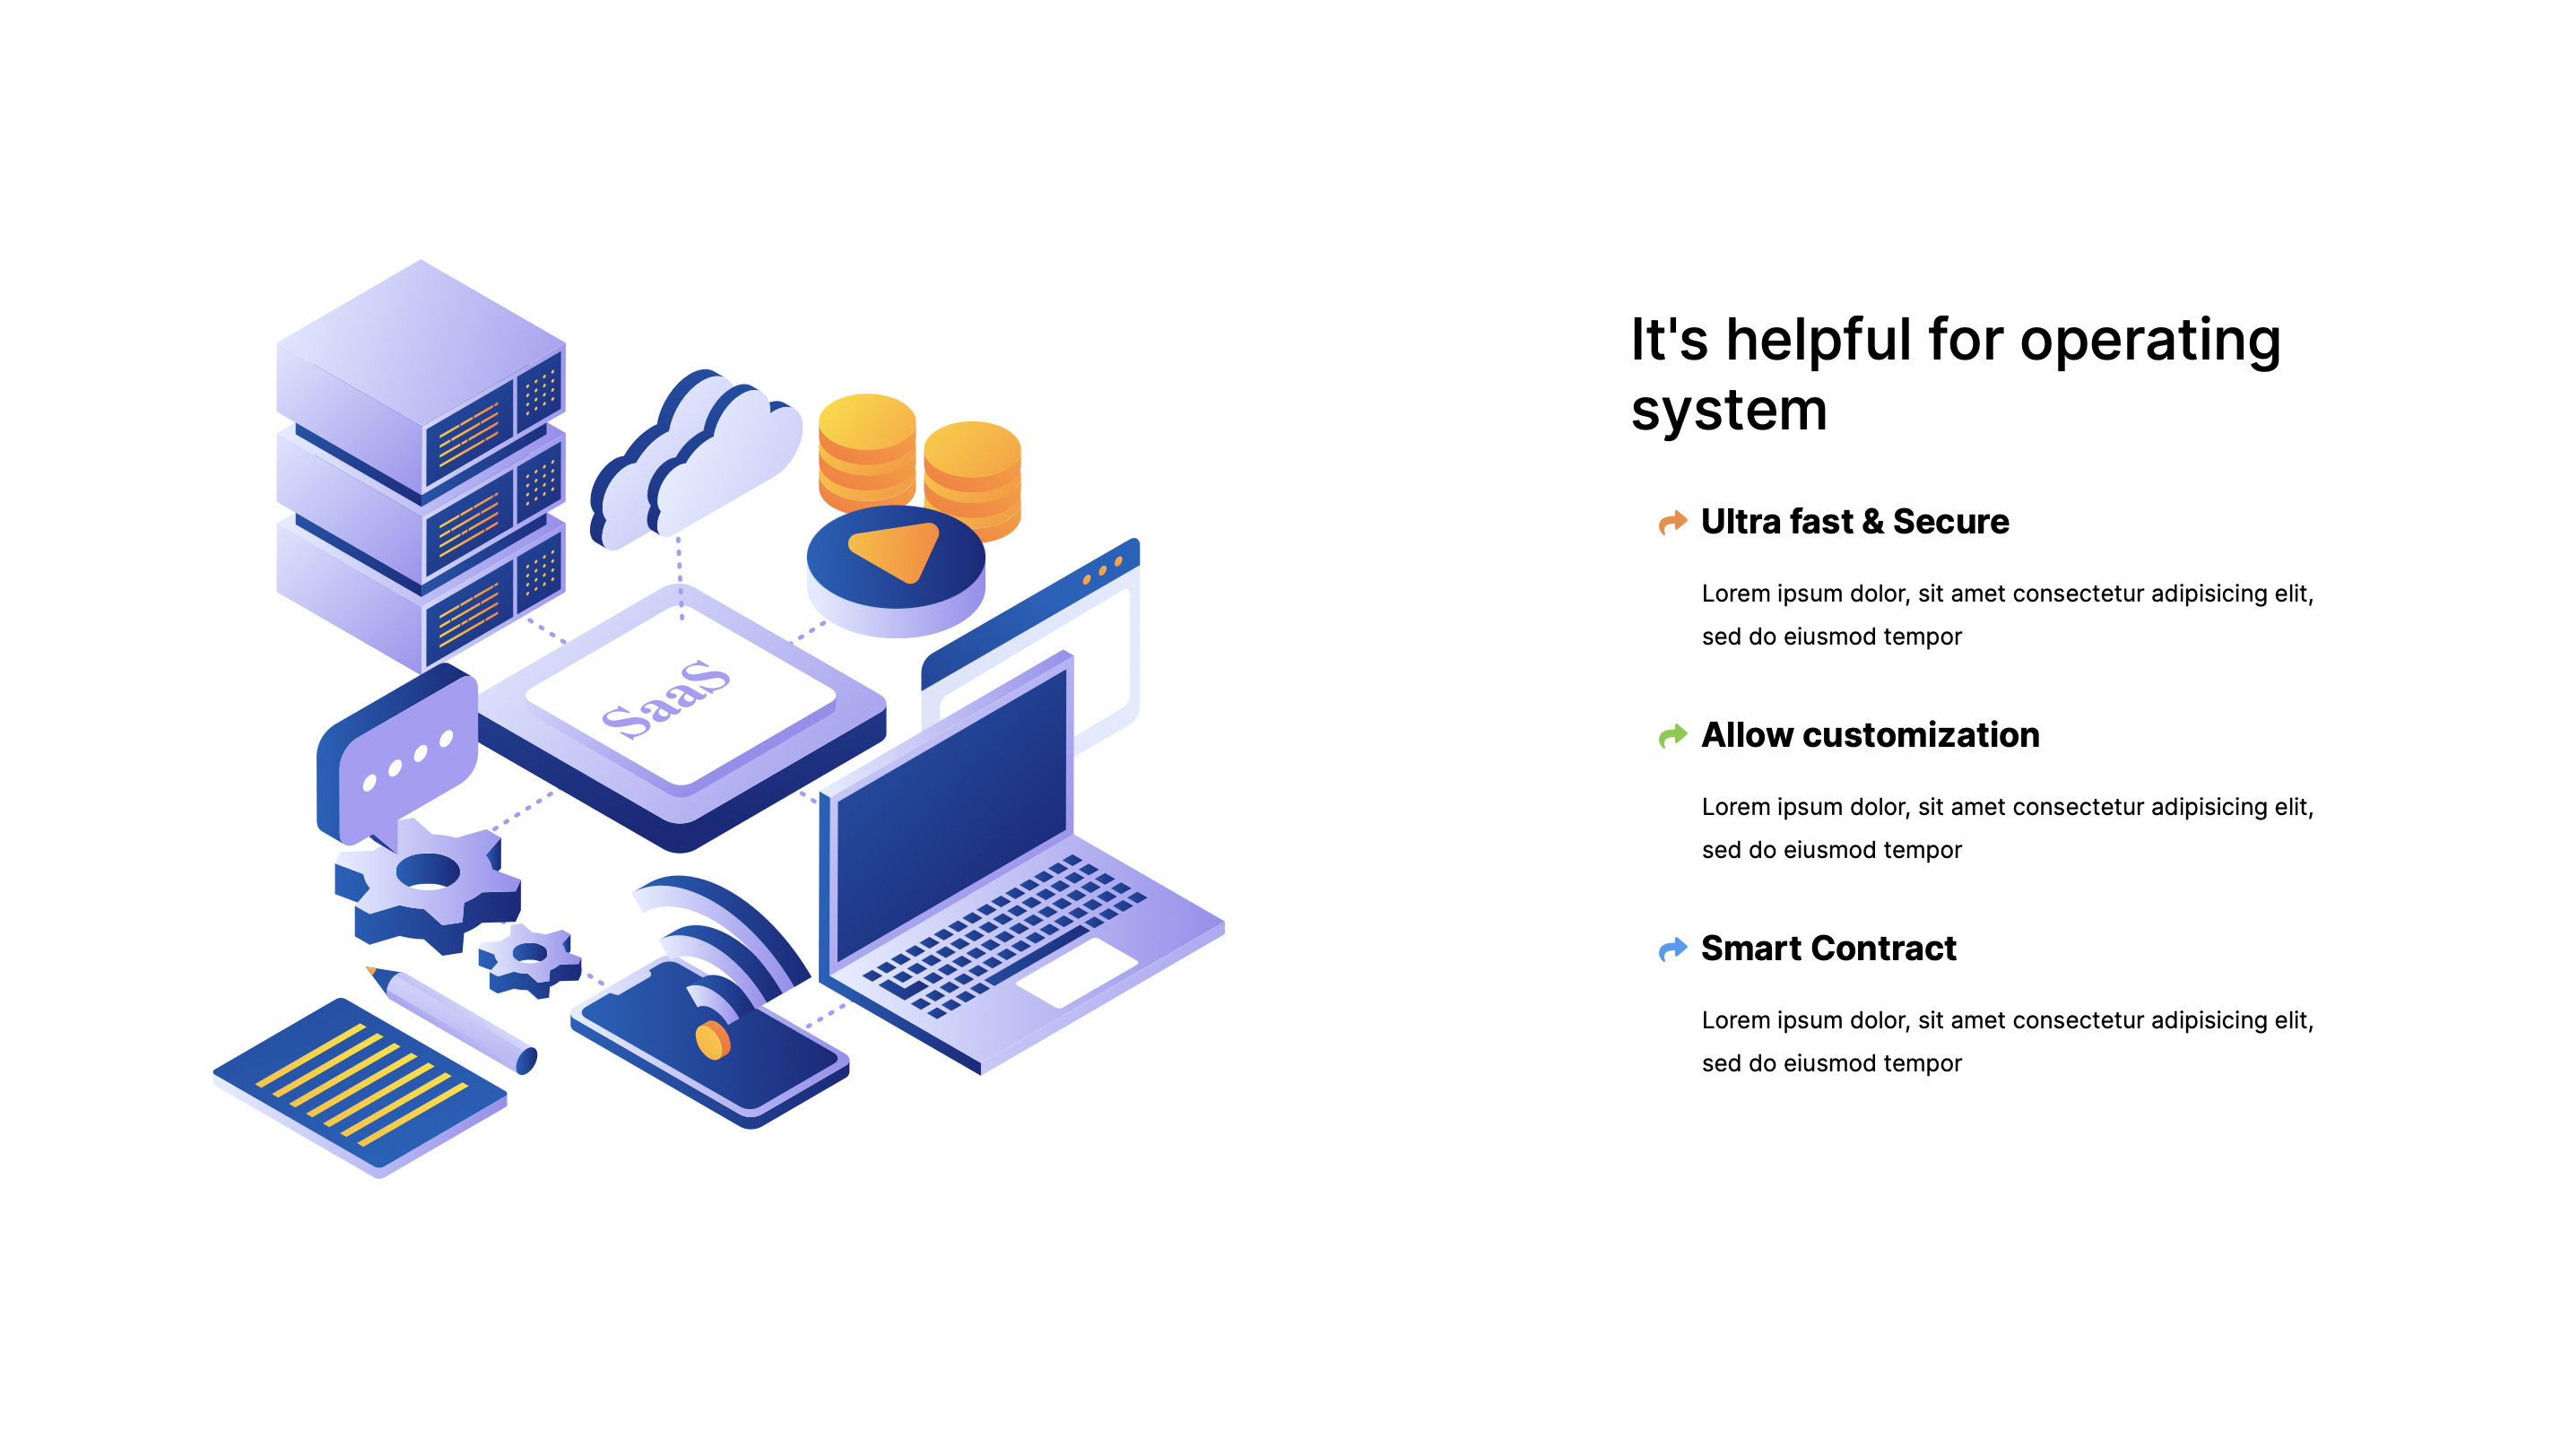 SaaS
It's helpful for operating
system
Ultra fast & Secure
Lorem ipsum dolor, sit amet consectetur adipisicing elit,
sed do eiusmod tempor
Allow customization
Lorem ipsum dolor, sit amet consectetur adipisicing elit,
sed do eiusmod tempor
Smart Contract
Lorem ipsum dolor, sit amet consectetur adipisicing elit,
sed do eiusmod tempor